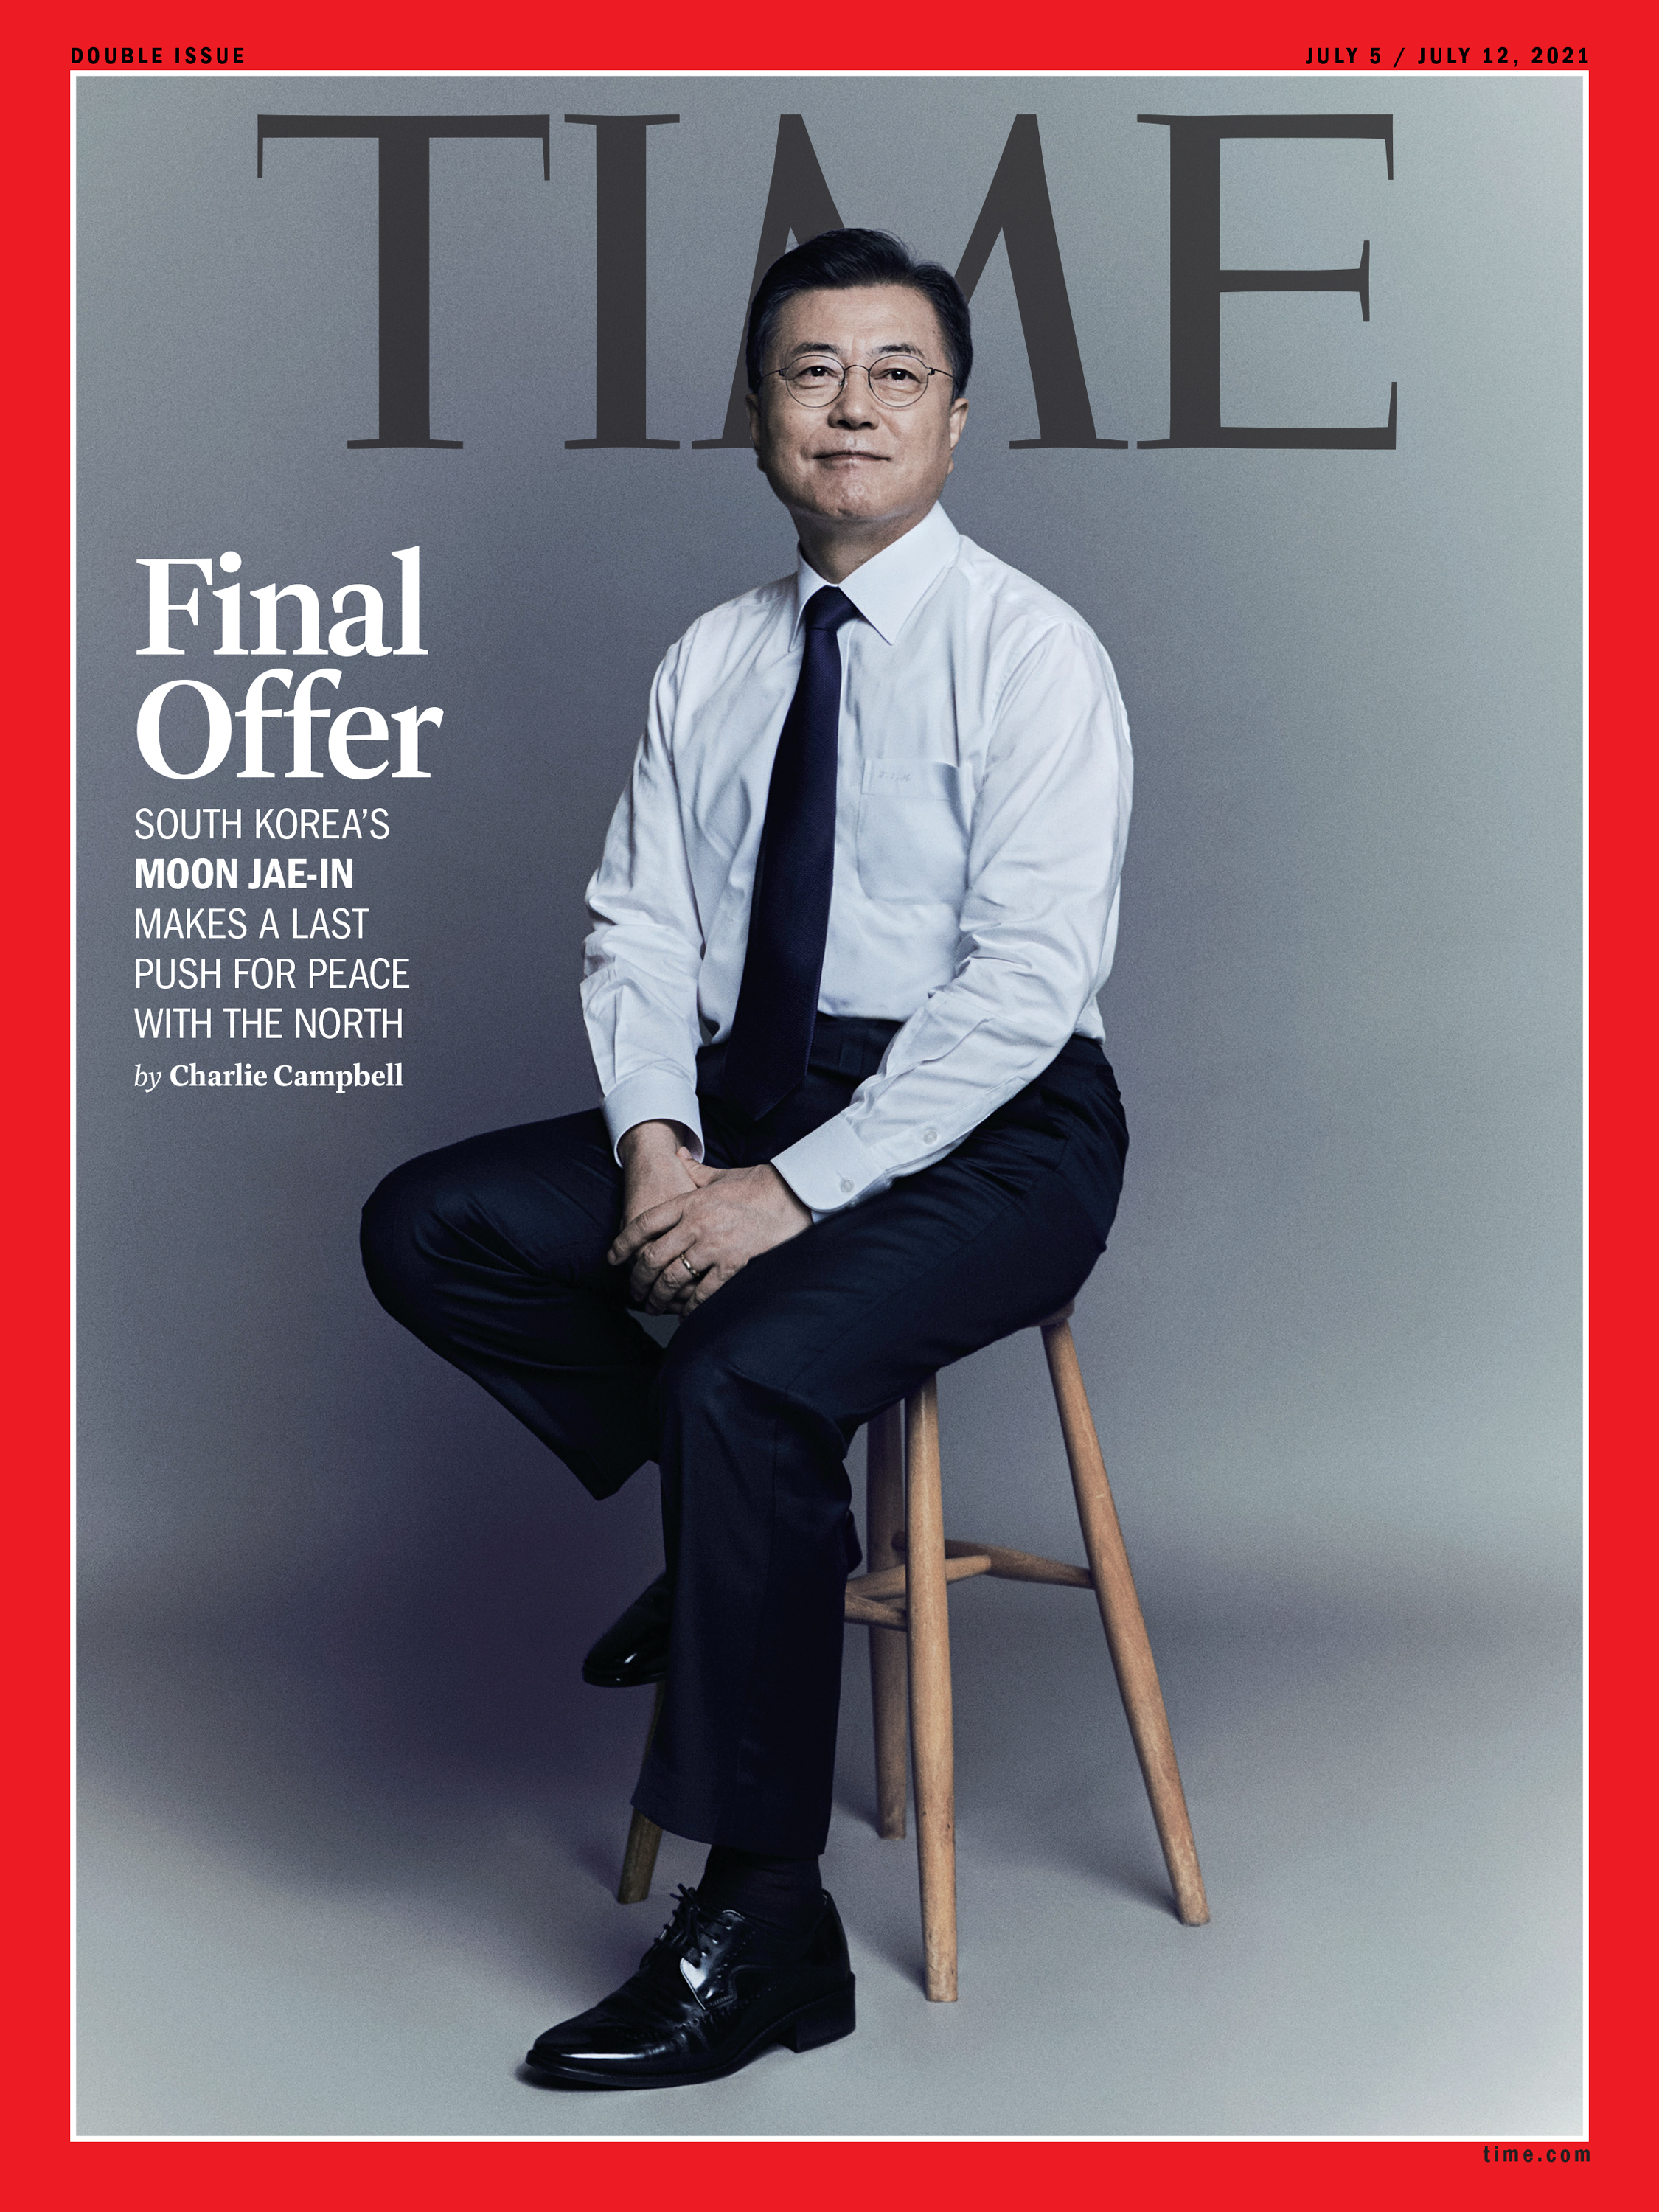 DOUBLE ISSUE
JULY 5 / JULY 12, 2021
TIME
Final
Offer
SOUTH KOREA'S
MOON JAE-IN
MAKES A LAST
PUSH FOR PEACE
WITH THE NORTH
by Charlie Campbell
time.com